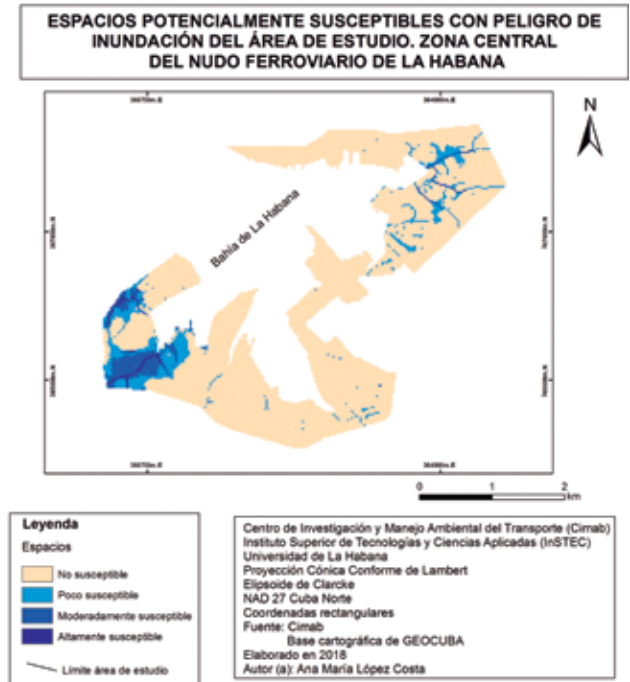 ESPACIOS POTENCIALMENTE SUSCEPTIBLES CON PELIGRO DE
INUNDACIÓN DEL ÁREA DE ESTUDIO. ZONA CENTRAL
DEL NUDO FERROVIARIO DE LA HABANA
N
Bahía de La Habana
0 1 2
km
Leyenda
Espacios
No susceptible
Poco susceptible
Moderadamente susceptible
Altamente susceptible
Límite área de estudio
Centro de Investigación y Manejo Ambiental del Transporte (Cimab)
Instituto Superior de Tecnologías y Ciencias Aplicadas (InSTEC)
Universidad de La Habana
Proyección Cónica Conforme de Lambert
Elipsoide de Clarcke
NAD 27 Cuba Norte
Coordenadas rectangulares
Fuente: Cimab
Base cartográfica de GEOCUBA
Elaborado en 2018
Autor (a): Ana María López Costa